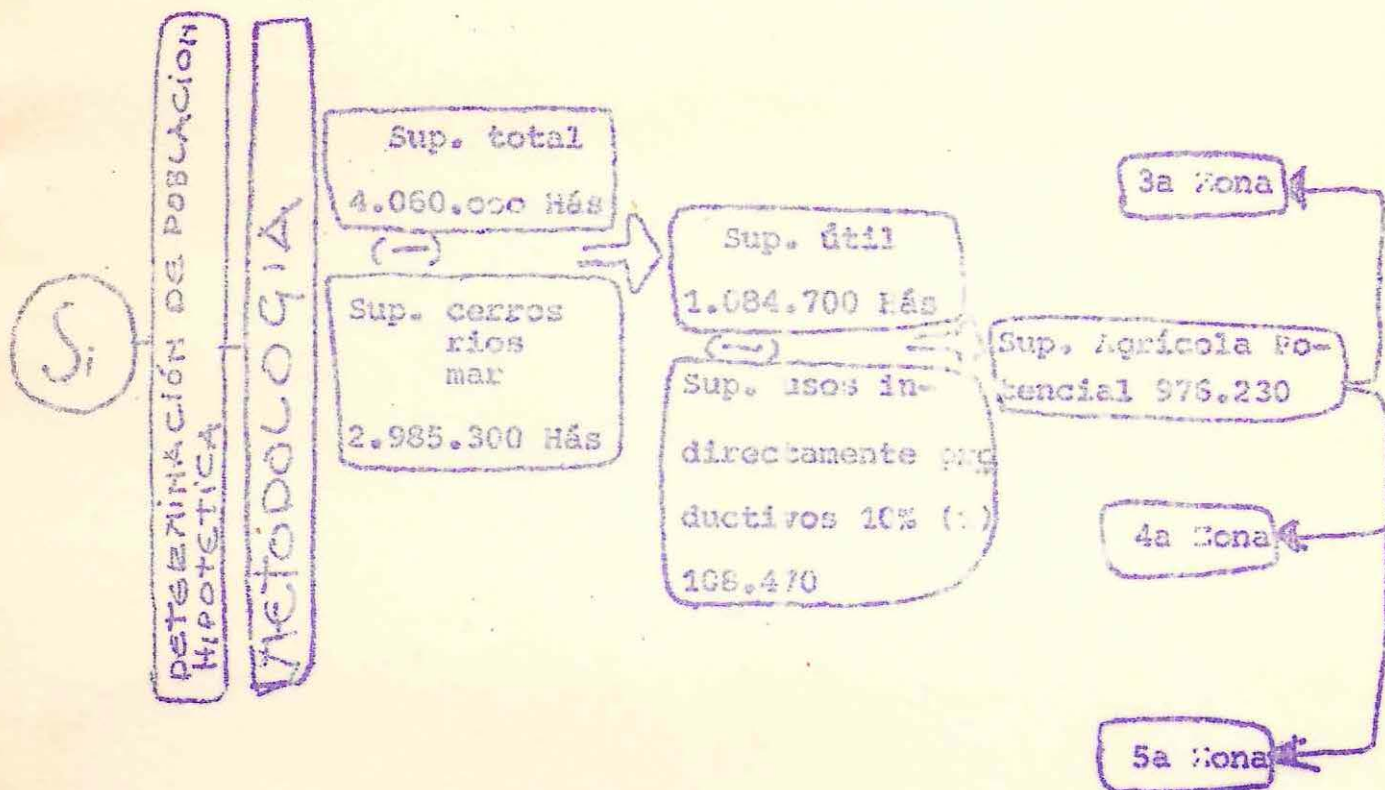 Si
DETERMINACIÓN DE POBLACION
HIPOTETICA
METODOLOGIA
Sup. total
4.060.000 Hás
(-)
Sup. cerros
rios
mar
2.985.300 Hás
Sup. útil
1.084.700 Hás
(-)
Sup. usos in-
directamente pro
ductivos 10%
108.470
Sup. Agrícola Po-
tencial 976.230
3a Zona
4a Zona
5a Zona